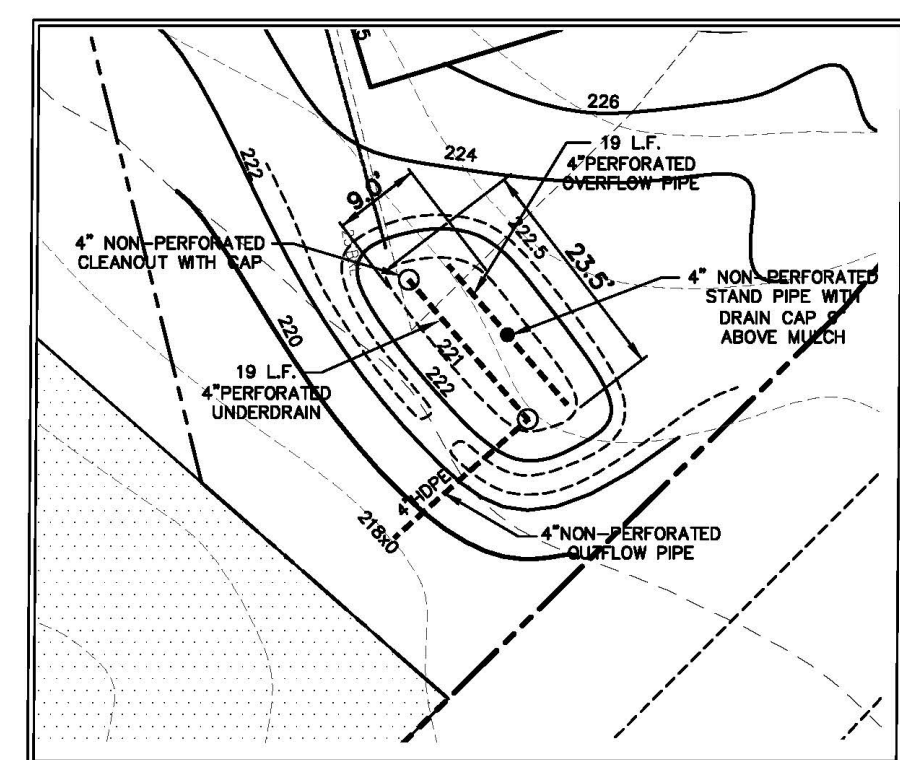 226
19 L.F.
4"PERFORATED
OVERFLOW PIPE
224
222
9.0'
222.5
23.5'
4" NON-PERFORATED
CLEANOUT WITH CAP
4" NON-PERFORATED
STAND PIPE WITH
DRAIN CAP
ABOVE MULCH
220
221
222
19 L.F.
4"PERFORATED
UNDERDRAIN
4"HDPE
218x0
4"NON-PERFORATED
OUTFLOW PIPE